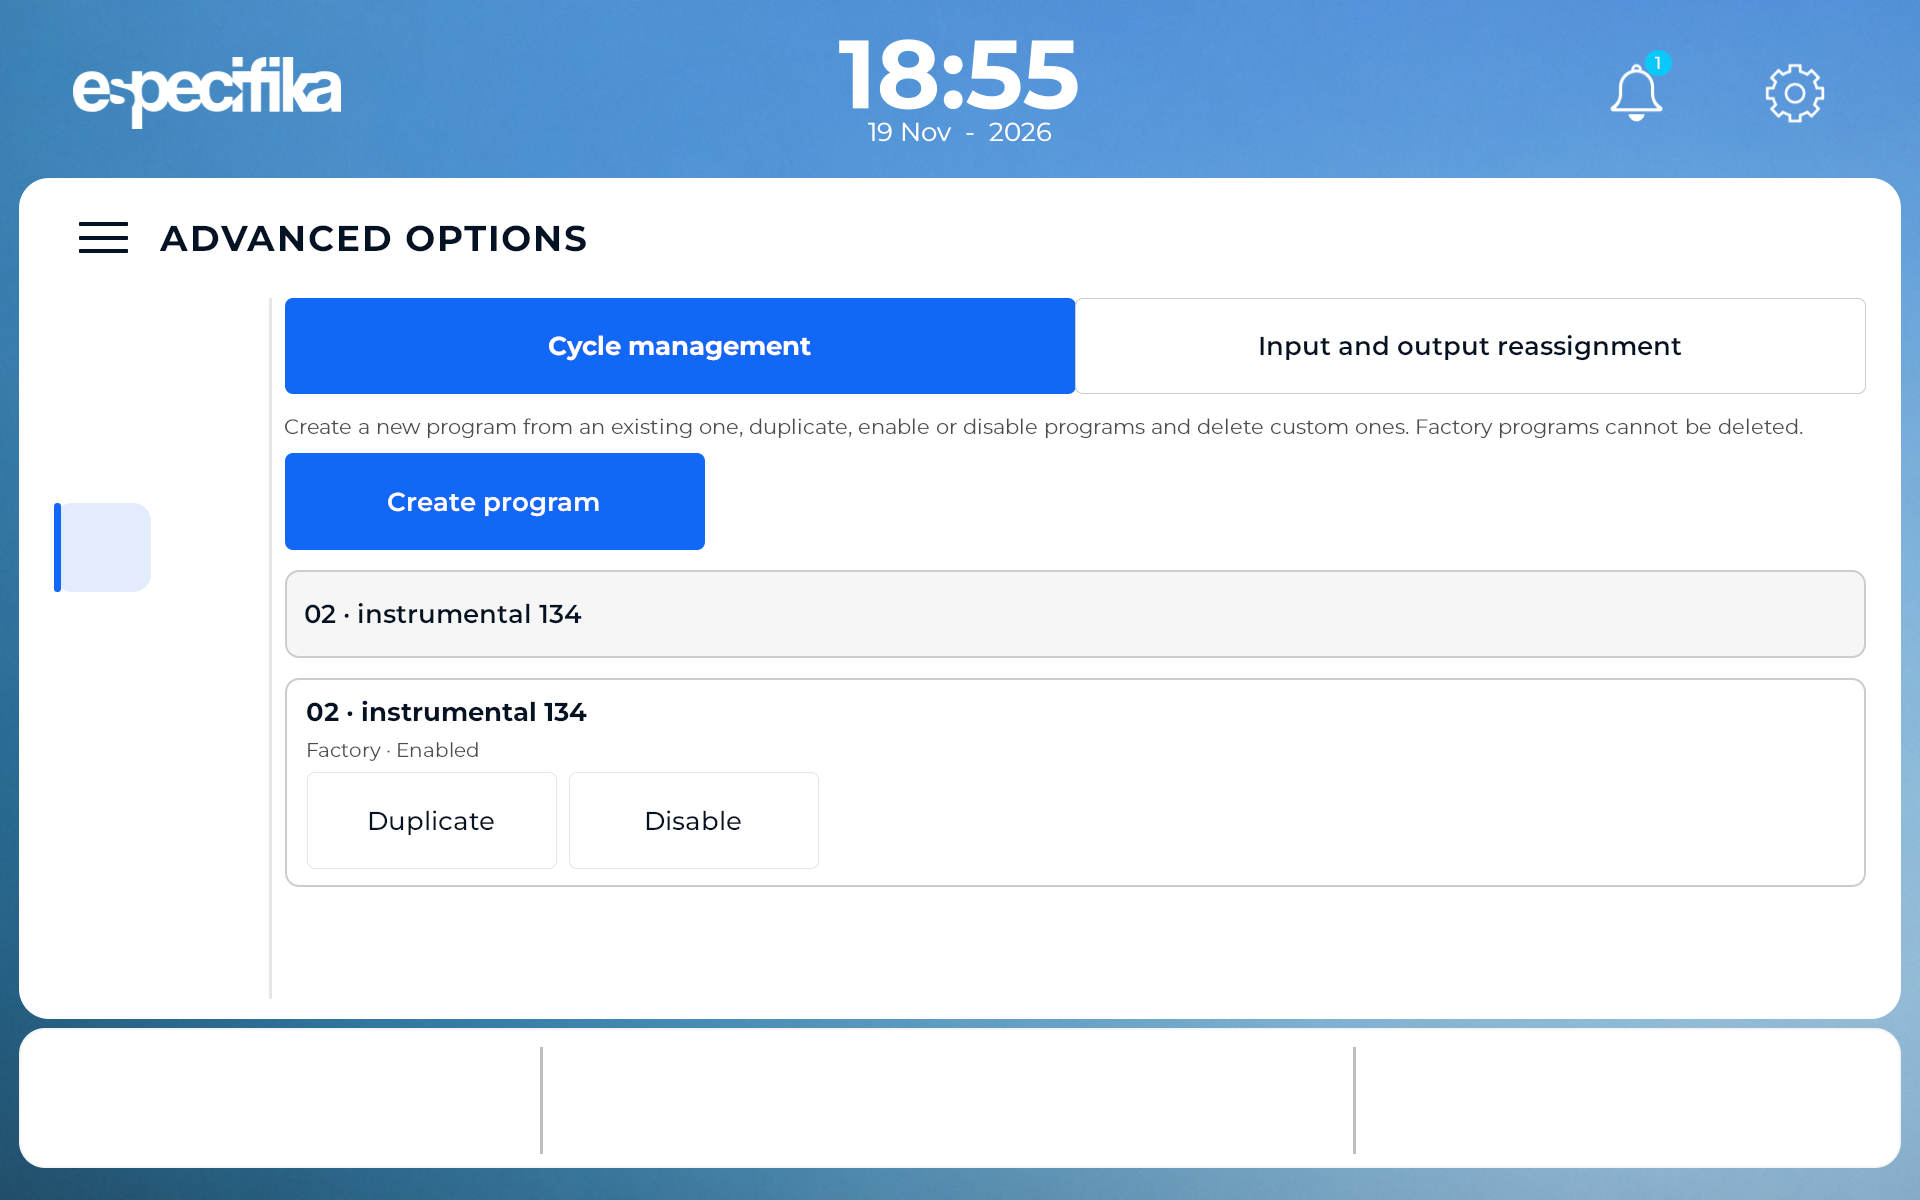 especifika
18:55
19 Nov - 2026
1
ADVANCED OPTIONS
Cycle management
Input and output reassignment
Create a new program from an existing one, duplicate, enable or disable programs and delete custom ones. Factory programs cannot be deleted.
Create program
02 · instrumental 134
02 · instrumental 134
Factory · Enabled
Duplicate
Disable